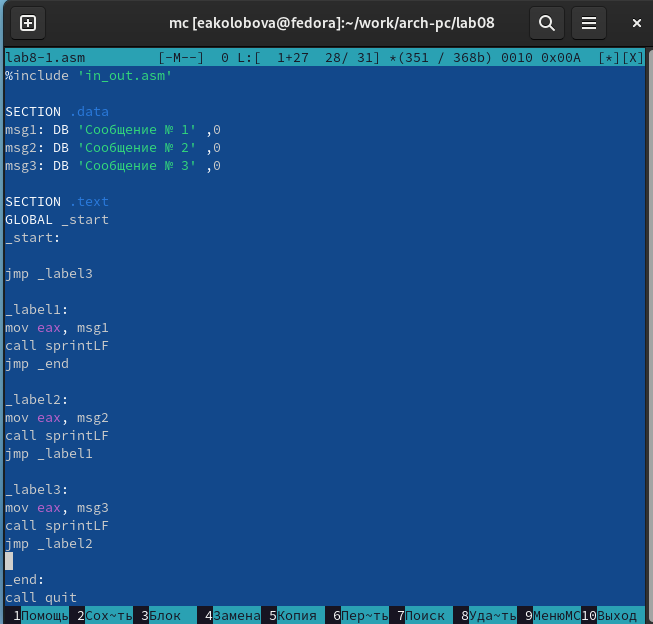 mc [eakolobova@fedora]:~/work/arch-pc/lab08
lab8-1.asm [-M--] 0 L:[ 1+27 28/ 31] *(351 / 368b) 0010 0x00A [*][X]
%include 'in_out.asm'
SECTION .data
msg1: DB 'Сообщение № 1' ,0
msg2: DB 'Сообщение № 2' ,0
msg3: DB 'Сообщение № 3' ,0
SECTION .text
GLOBAL _start
_start:
jmp _label3
_label1:
mov eax, msg1
call sprintLF
jmp _end
_label2:
mov eax, msg2
call sprintLF
jmp _label1
_label3:
mov eax, msg3
call sprintLF
jmp _label2
_end:
call quit
1Помощь 2Сох~ть 3Блок 4Замена 5Копия 6Пер~ть 7Поиск 8Уда~ть 9МенюMC 10Выход